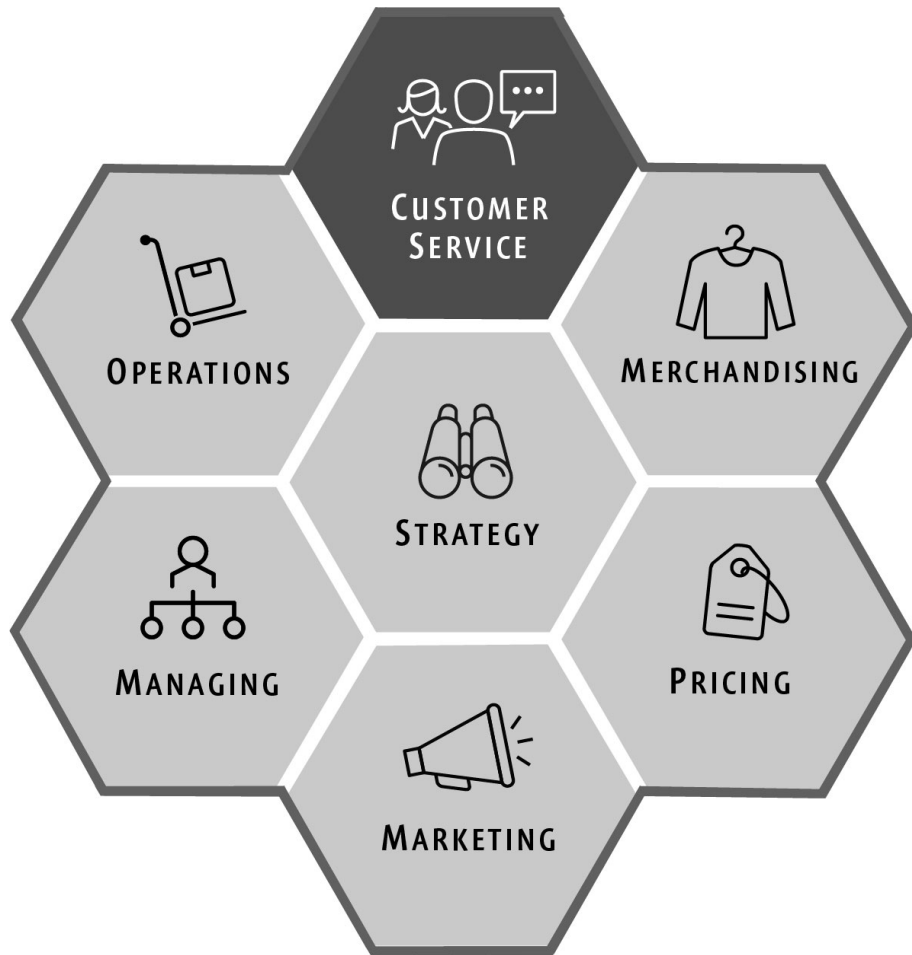 CUSTOMER
SERVICE
OPERATIONS
MERCHANDISING
STRATEGY
MANAGING
PRICING
MARKETING